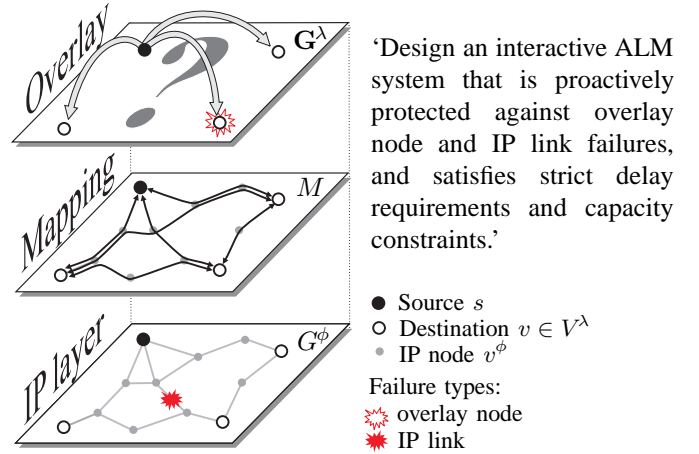 Overlay
G^λ
Mapping
M
IP layer
G^ϕ
‘Design an interactive ALM
system that is proactively
protected against overlay
node and IP link failures,
and satisfies strict delay
requirements and capacity
constraints.’
Source s
Destination v ∈ V^λ
IP node v^ϕ
Failure types:
overlay node
IP link